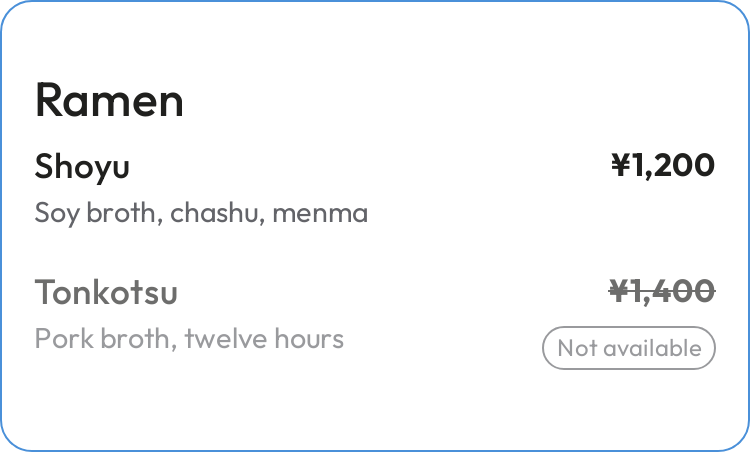 Ramen
Shoyu ¥1,200
Soy broth, chashu, menma
Tonkotsu ¥1,400
Pork broth, twelve hours
Not available